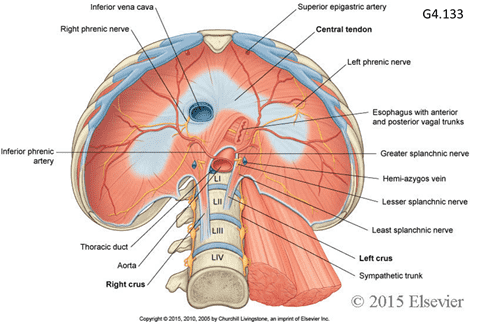 G4.133
Inferior vena cava
Superior epigastric artery
Right phrenic nerve
Central tendon
Left phrenic nerve
Esophagus with anterior
and posterior vagal trunks
Inferior phrenic
artery
Greater splanchnic nerve
Hemi-azygos vein
Lesser splanchnic nerve
Least splanchnic nerve
LI
LII
LIII
LIV
Thoracic duct
Aorta
Right crus
Left crus
Sympathetic trunk
© 2015 Elsevier
Copyright © 2015, 2010, 2005 by Churchill Livingstone, an imprint of Elsevier Inc.